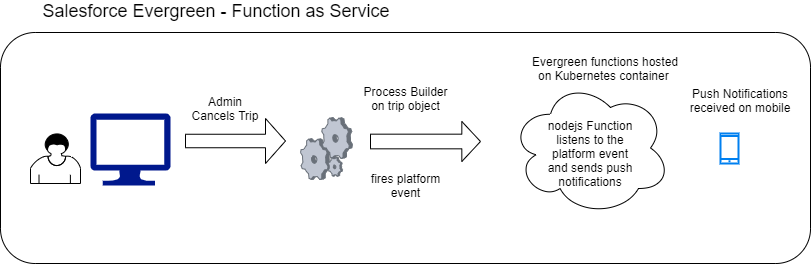 Salesforce Evergreen - Function as Service
Admin
Cancels Trip
Process Builder
on trip object
fires platform
event
Evergreen functions hosted
on Kubernetes container
nodejs Function
listens to the
platform event
and sends push
notifications
Push Notifications
received on mobile